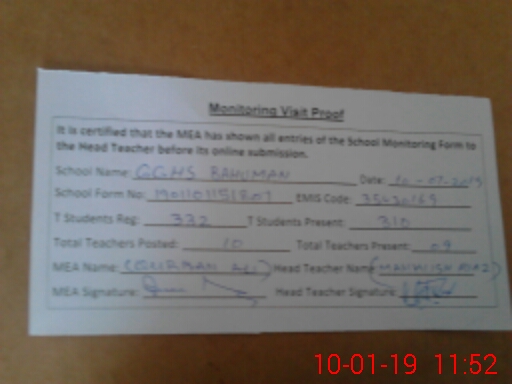 Monitoring Visit Proof
It is certified that the MEA has shown all entries of the School Monitoring Form to
the Head Teacher before its online submission.
School Name: GGHS Date:
School Form No: EMIS Code:
T Students Reg: 332 T Students Present: 310
Total Teachers Posted: 10 Total Teachers Present: 09
MEA Name: ALI Head Teacher Name
MEA Signature: Head Teacher Signature:
10-01-19 11:52